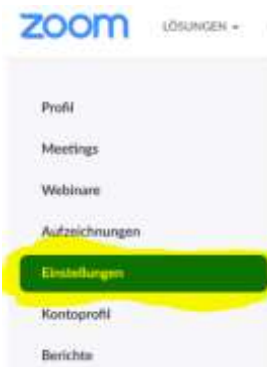 zoom LÖSUNGEN
Profil
Meetings
Webinare
Aufzeichnungen
Einstellungen
Kontoprofil
Berichte